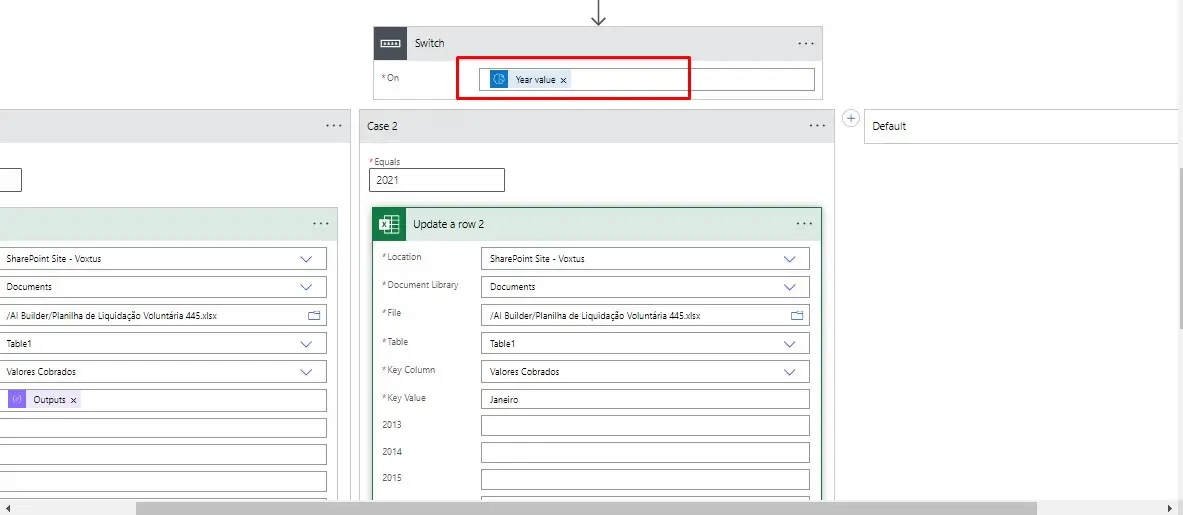 Switch
* On
Year value ×
Case 2
Default
* Equals
2021
Update a row 2
SharePoint Site - Voxtus
* Location
SharePoint Site - Voxtus
Documents
* Document Library
Documents
/AI Builder/Planilha de Liquidação Voluntária 445.xlsx
* File
/AI Builder/Planilha de Liquidação Voluntária 445.xlsx
Table1
* Table
Table1
Valores Cobrados
* Key Column
Valores Cobrados
Outputs ×
* Key Value
Janeiro
2013
2014
2015